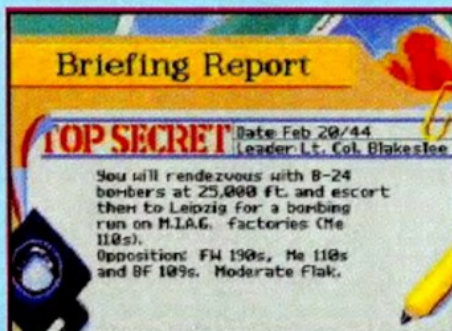 Briefing Report
TOP SECRET
Date Feb 20/44
Leader Lt. Col. Blakeslee
You will rendezvous with B-24
bombers at 25,000 ft. and escort
them to Leipzig for a bombing
run on M.I.A.G. factories (Me
110s).
Opposition: FW 190s, Me 110s
and BF 109s. Moderate Flak.